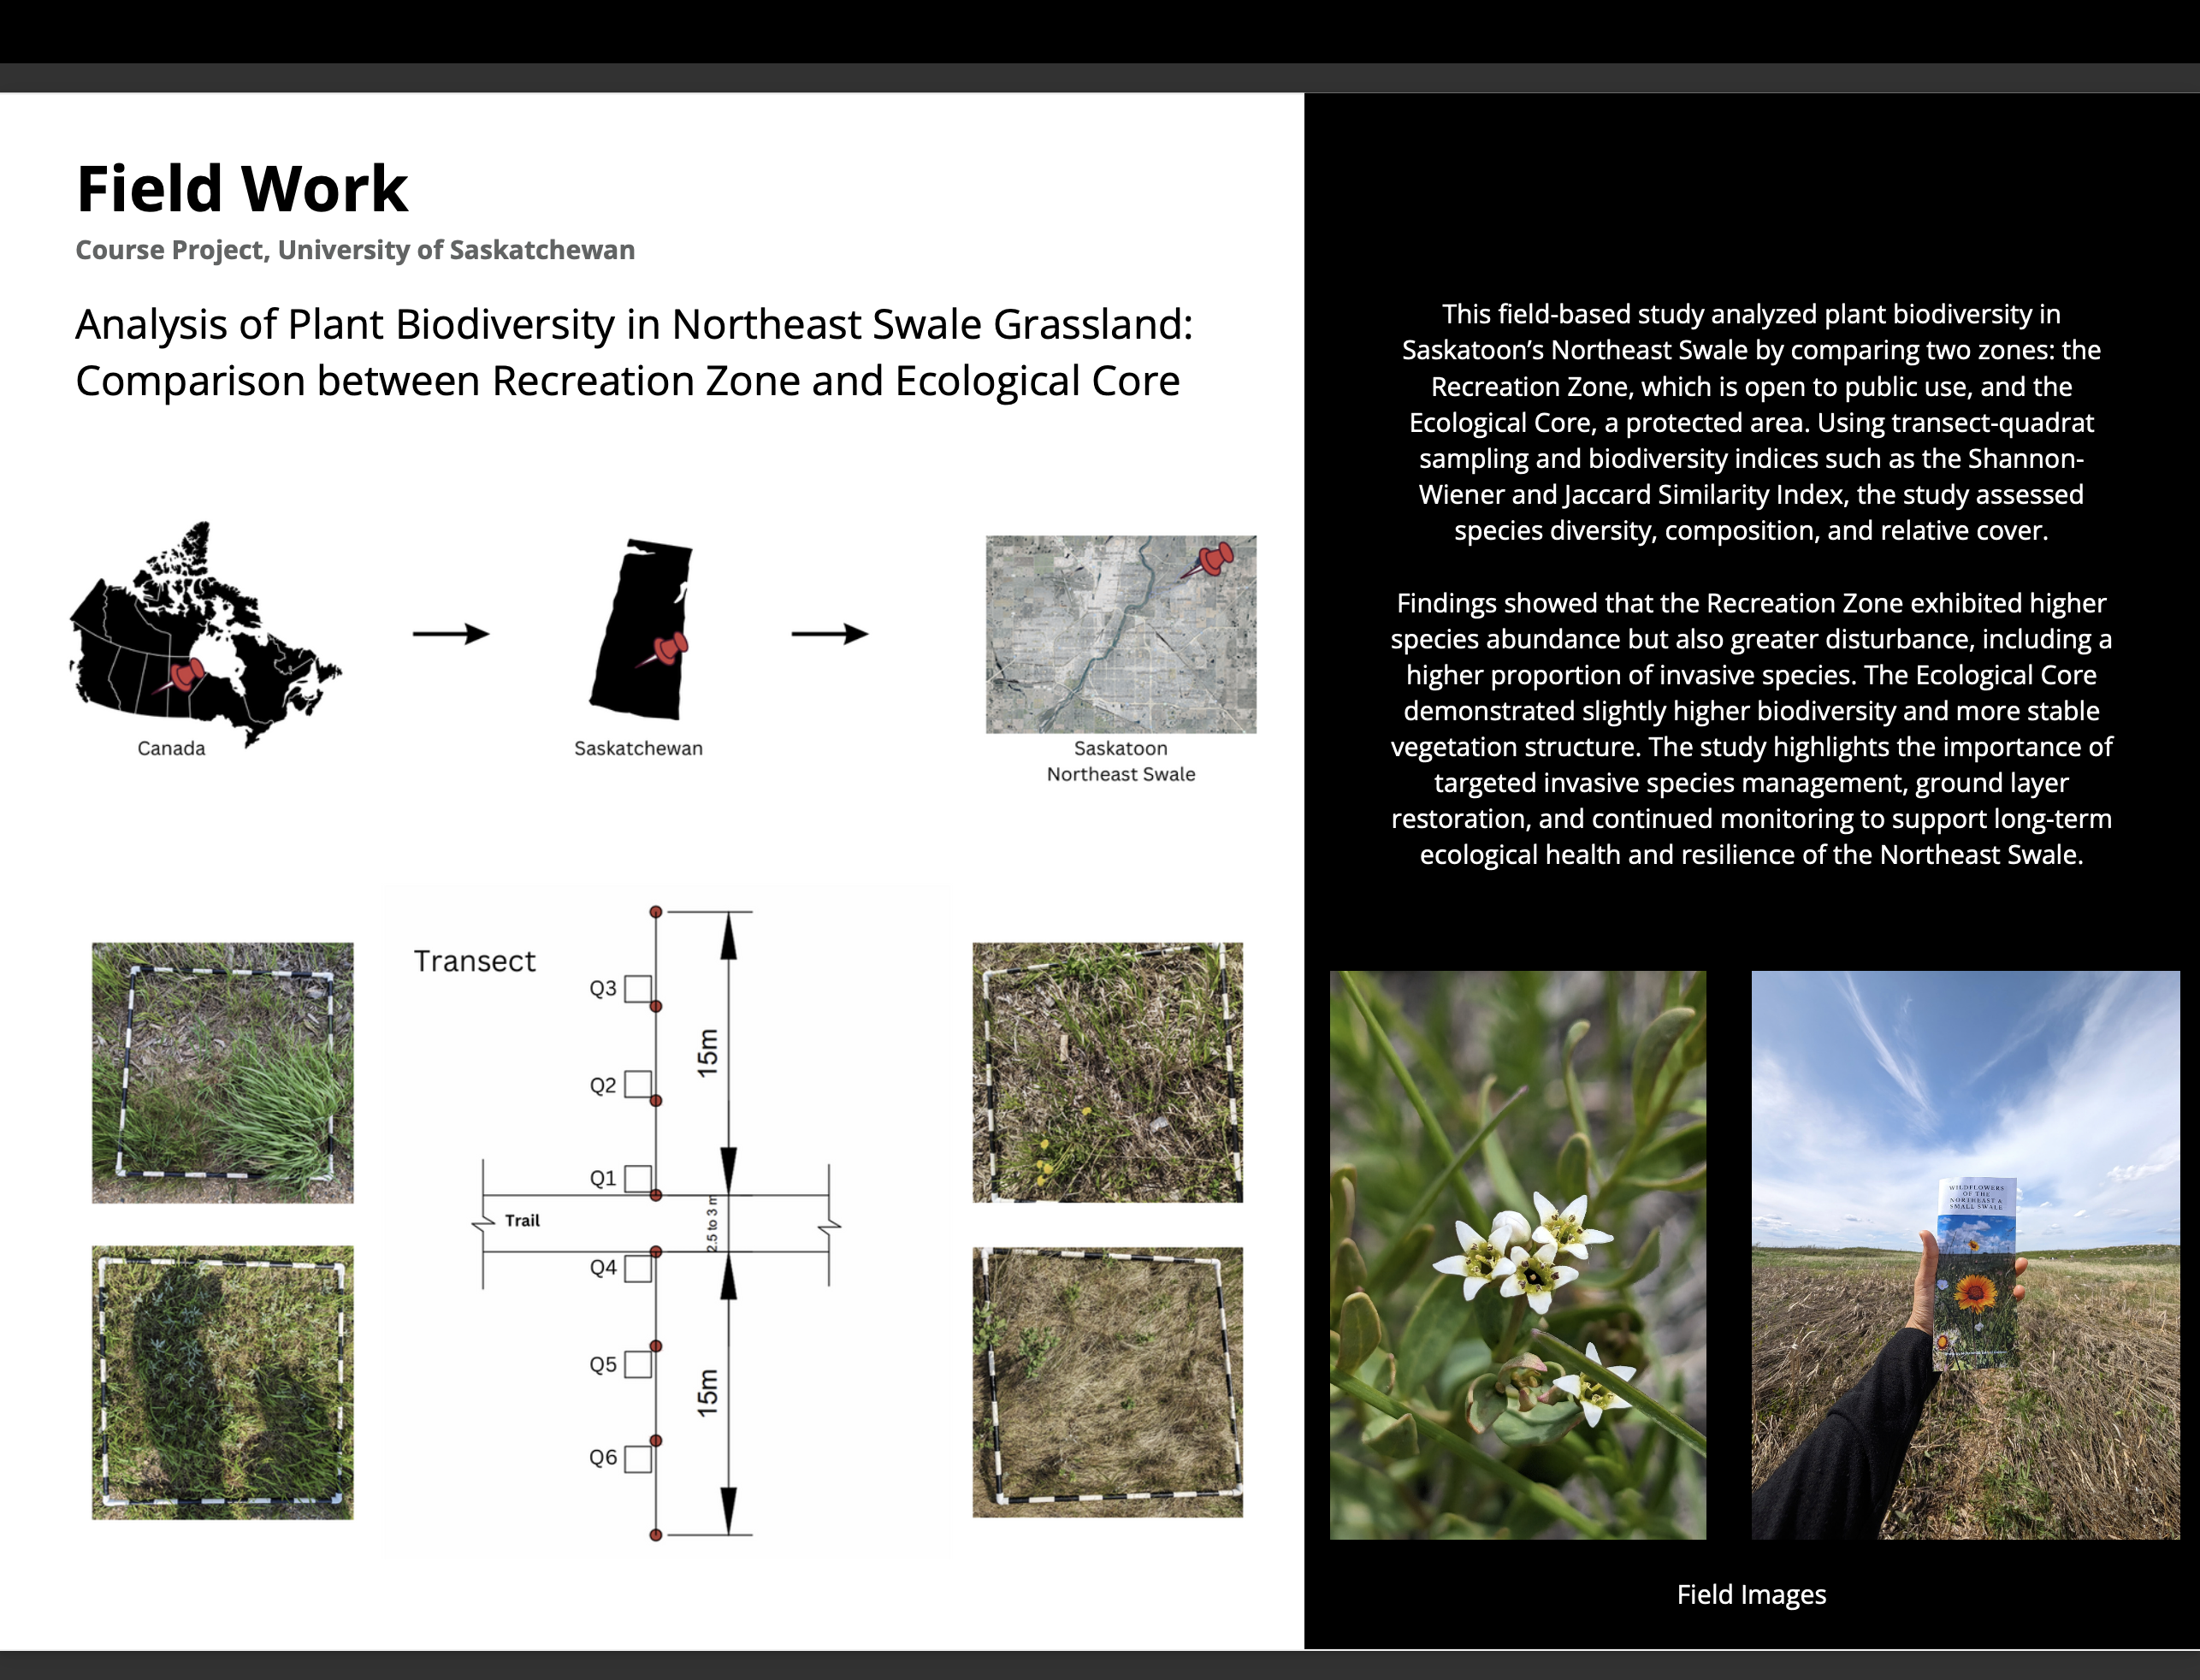 Field Work
Course Project, University of Saskatchewan
Analysis of Plant Biodiversity in Northeast Swale Grassland:
Comparison between Recreation Zone and Ecological Core
Canada
Saskatchewan
Saskatoon
Northeast Swale
Transect
Q3
15m
Q2
Q1
Trail
2.5 to 3 m
Q4
Q5
15m
Q6
This field-based study analyzed plant biodiversity in
Saskatoon’s Northeast Swale by comparing two zones: the
Recreation Zone, which is open to public use, and the
Ecological Core, a protected area. Using transect-quadrat
sampling and biodiversity indices such as the Shannon-
Wiener and Jaccard Similarity Index, the study assessed
species diversity, composition, and relative cover.
Findings showed that the Recreation Zone exhibited higher
species abundance but also greater disturbance, including a
higher proportion of invasive species. The Ecological Core
demonstrated slightly higher biodiversity and more stable
vegetation structure. The study highlights the importance of
targeted invasive species management, ground layer
restoration, and continued monitoring to support long-term
ecological health and resilience of the Northeast Swale.
WILDFLOWERS
OF THE
NORTHEAST &
SMALL SWALE
Field Images